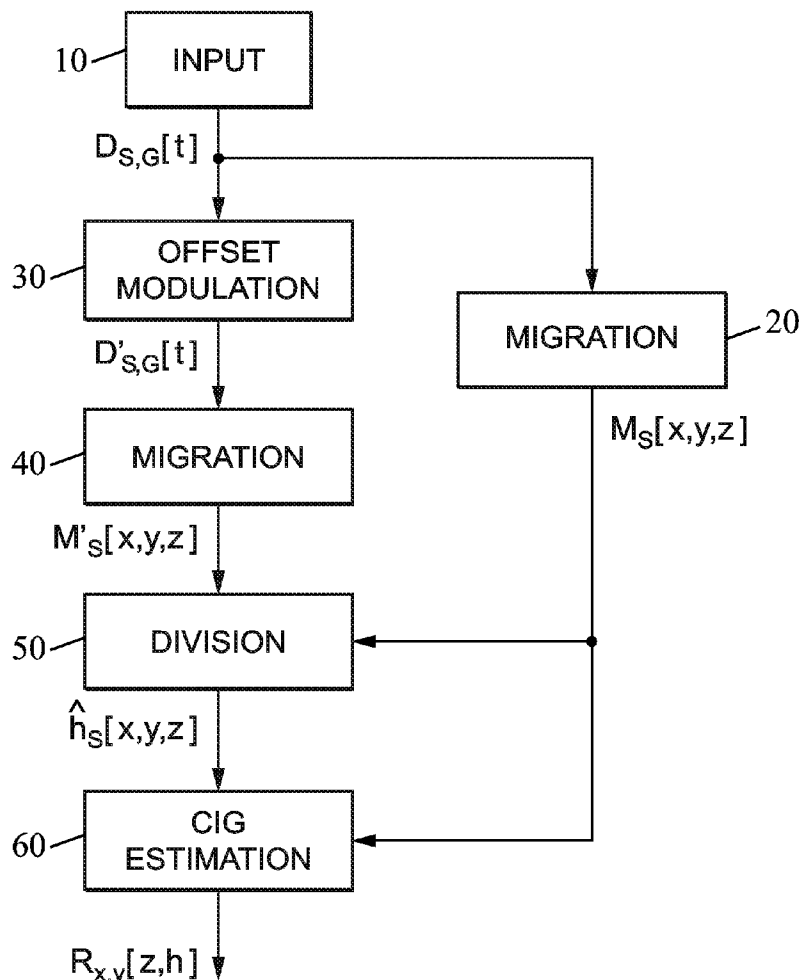 10
INPUT
D_{S,G}[t]
30
OFFSET
MODULATION
20
MIGRATION
D'_{S,G}[t]
M_S[x,y,z]
40
MIGRATION
M'_S[x,y,z]
50
DIVISION
ĥ_S[x,y,z]
60
CIG
ESTIMATION
R_{x,y}[z,h]